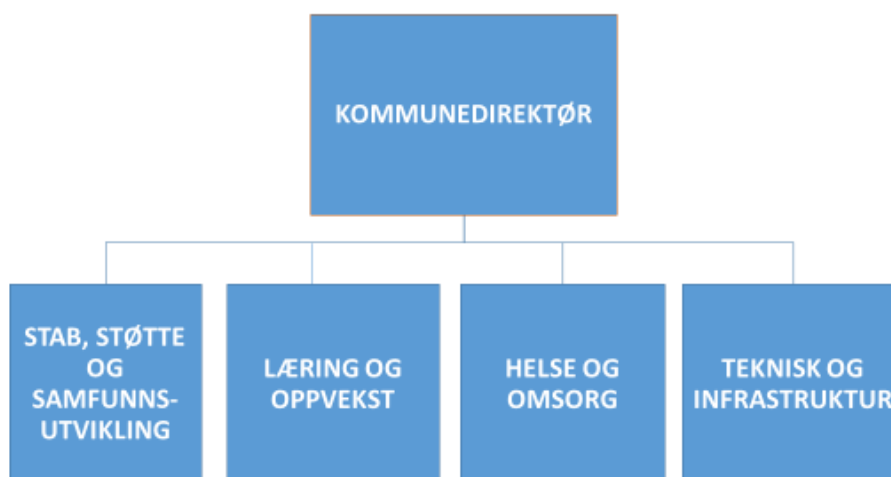 KOMMUNEDIREKTØR
STAB, STØTTE
OG
SAMFUNNS-
UTVIKLING
LÆRING OG
OPPVEKST
HELSE OG
OMSORG
TEKNISK OG
INFRASTRUKTUR